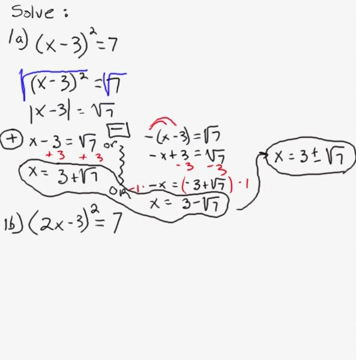 Solve:
1a) (x-3)²=7
√(x-3)² = √7
|x-3| = √7
+ x-3 = √7 or
+3 +3
x = 3+√7
or
− -(x-3) = √7
-x+3 = √7
-3 -3
-1· -x = (-3+√7) ·-1
x = 3-√7
x = 3±√7
1b) (2x-3)² = 7